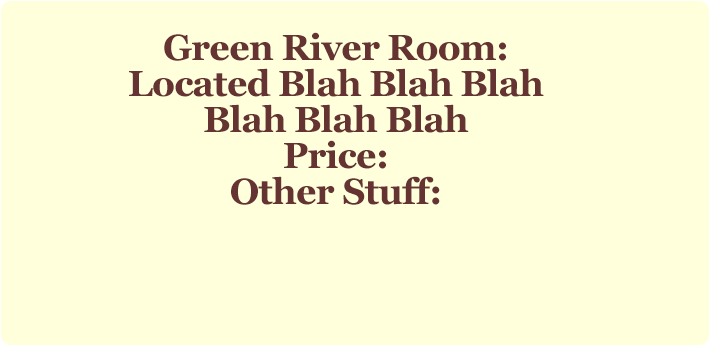 Green River Room:
Located Blah Blah Blah
Blah Blah Blah
Price:
Other Stuff: